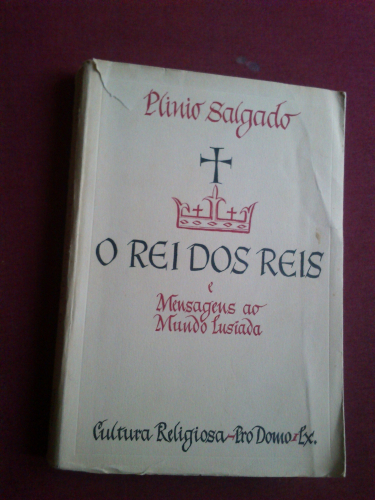 Plinio Salgado
O REI DOS REIS
e
Mensagens ao
Mundo Lusíada
Cultura Religiosa-Pro Domo-Lx.